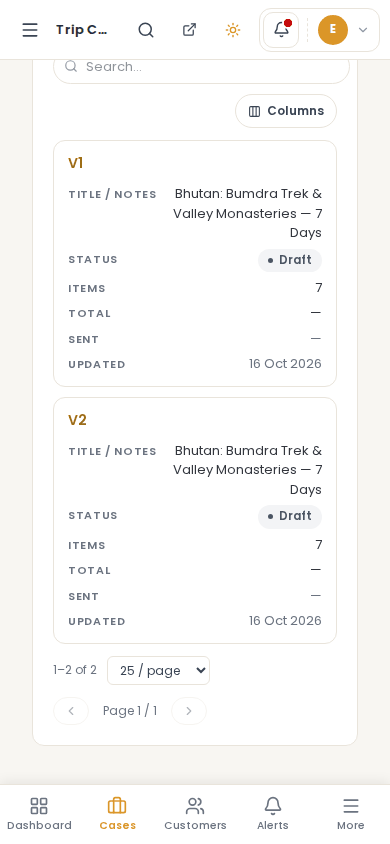 Trip C...
E
Search...
Columns
V1
TITLE / NOTES Bhutan: Bumdra Trek &
Valley Monasteries — 7
Days
STATUS Draft
ITEMS 7
TOTAL —
SENT —
UPDATED 16 Oct 2026
V2
TITLE / NOTES Bhutan: Bumdra Trek &
Valley Monasteries — 7
Days
STATUS Draft
ITEMS 7
TOTAL —
SENT —
UPDATED 16 Oct 2026
1–2 of 2 25 / page
Page 1 / 1
Dashboard Cases Customers Alerts More